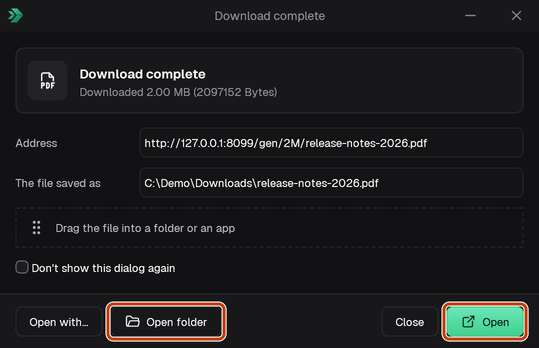 Download complete
Download complete
Downloaded 2.00 MB (2097152 Bytes)
PDF
Address
http://127.0.0.1:8099/gen/2M/release-notes-2026.pdf
The file saved as
C:\Demo\Downloads\release-notes-2026.pdf
Drag the file into a folder or an app
Don't show this dialog again
Open with...
Open folder
Close
Open